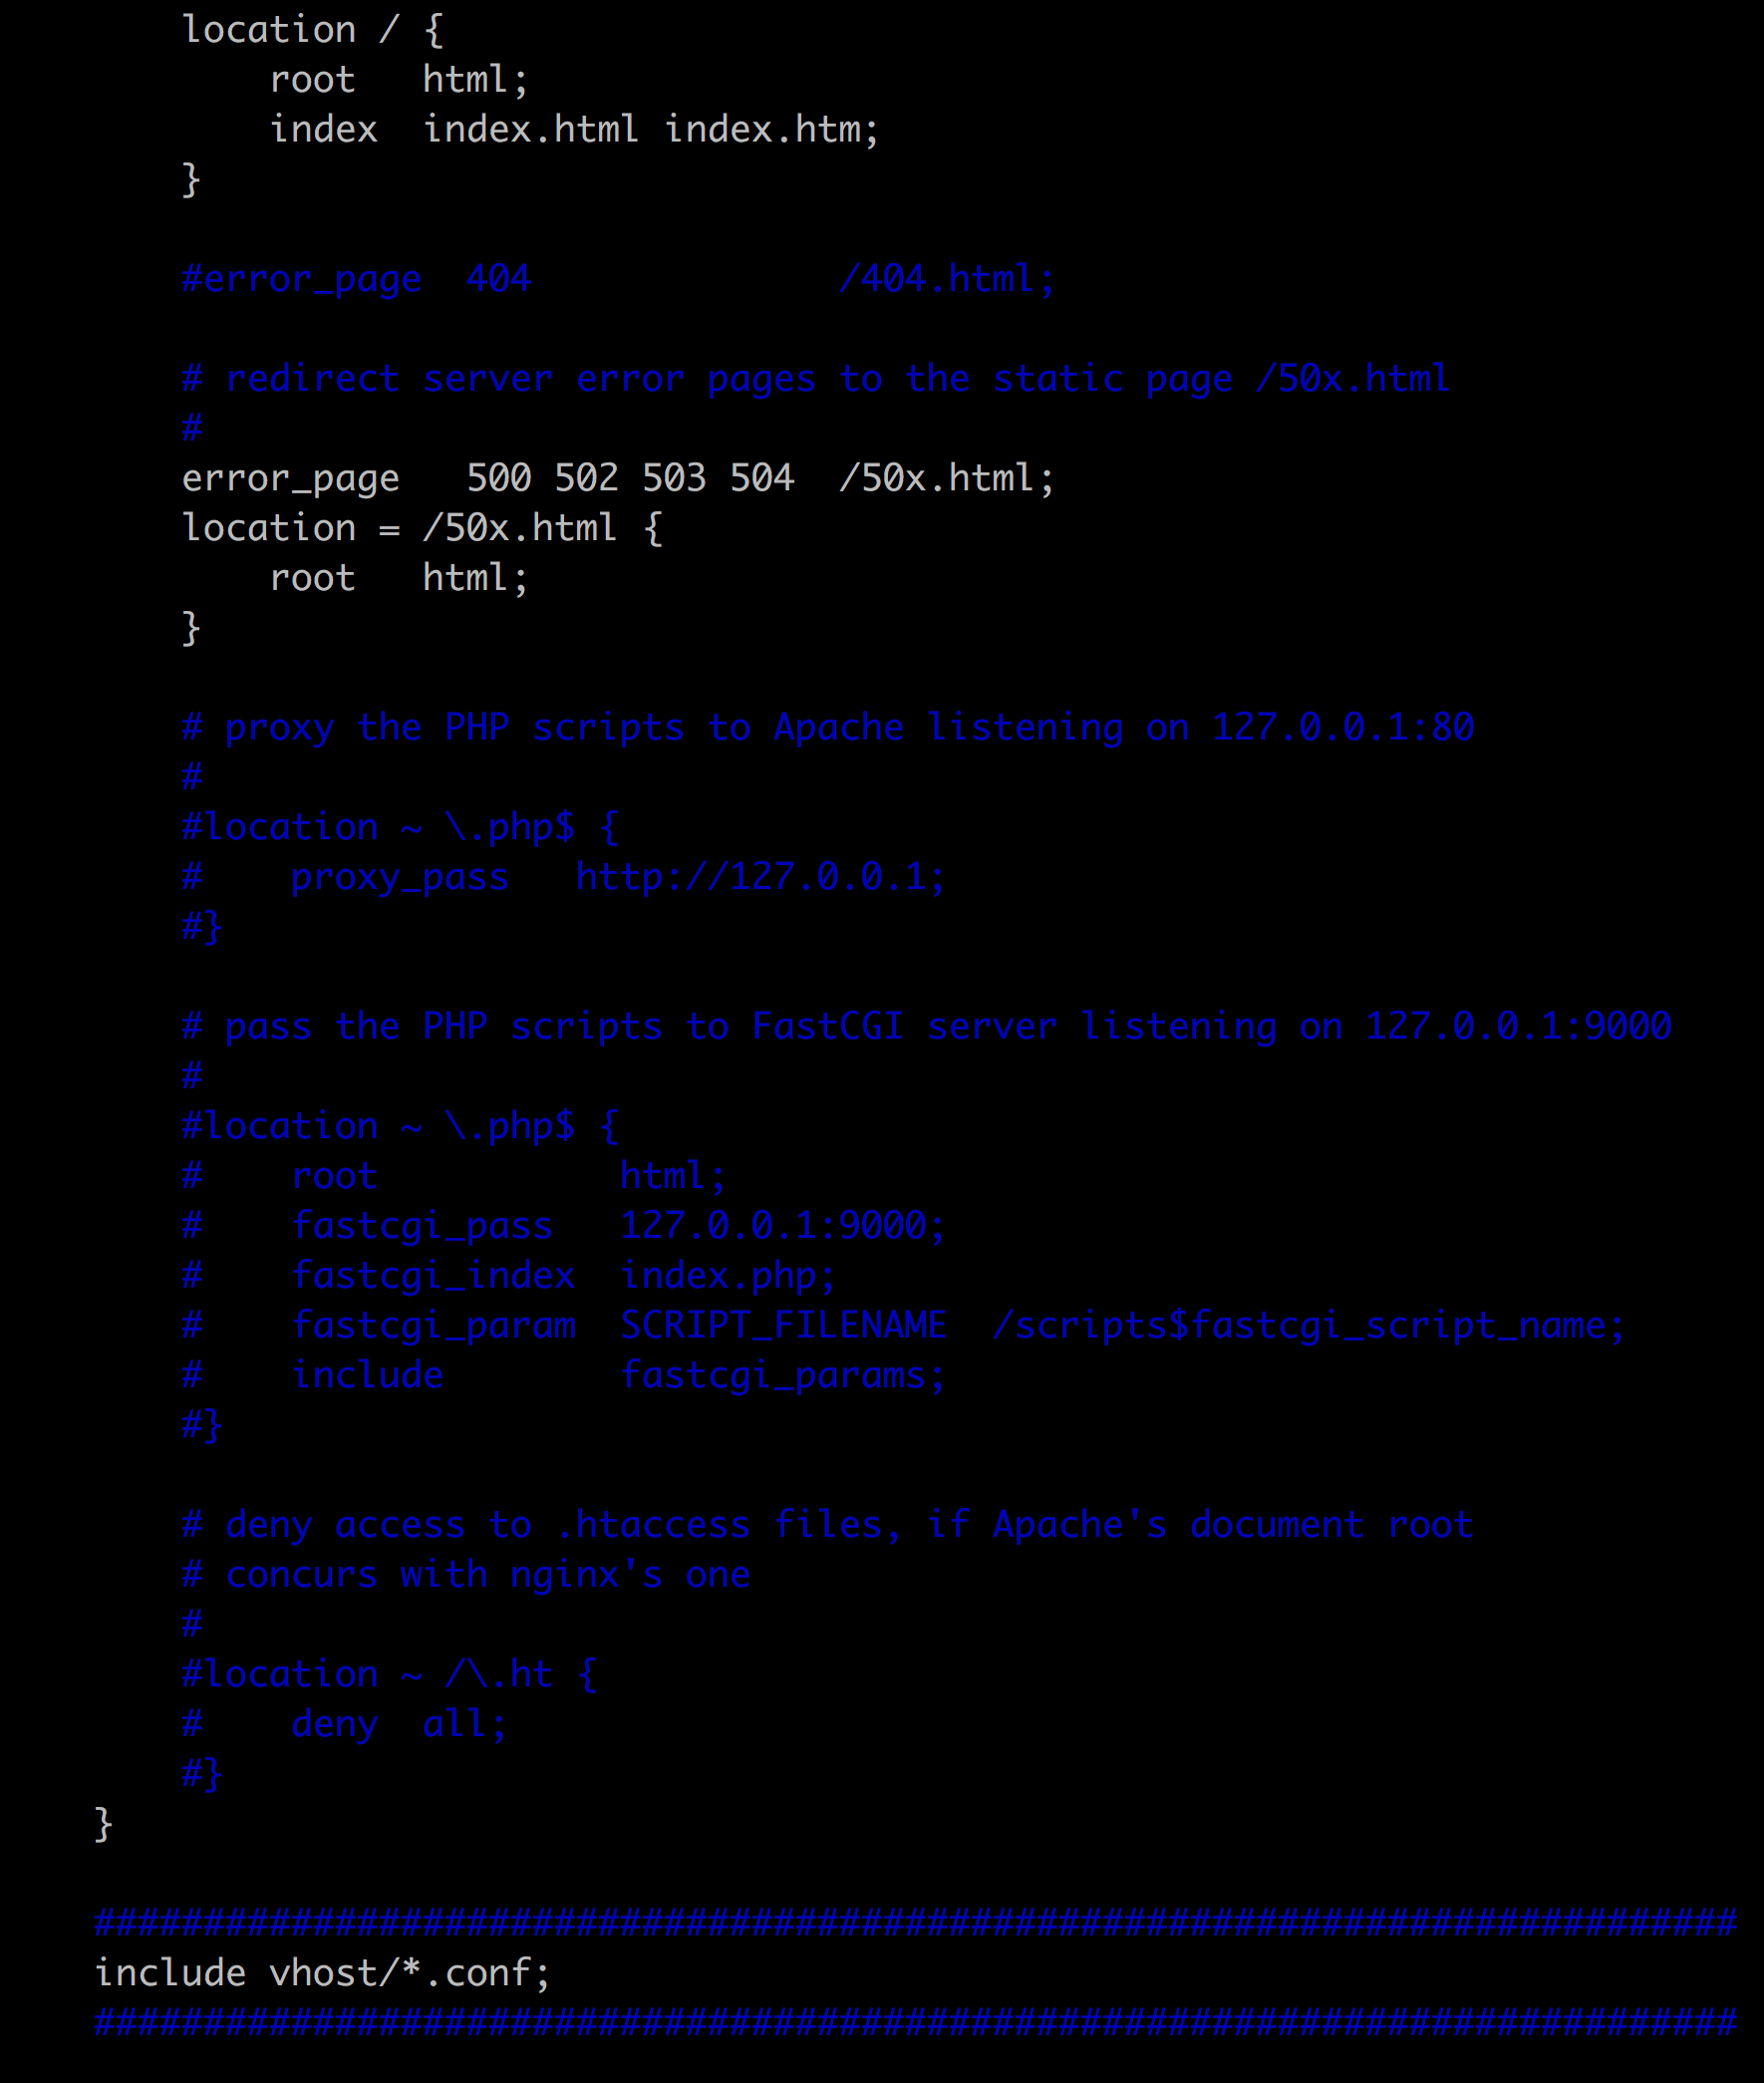 location / {
    root   html;
    index  index.html index.htm;
}
#error_page  404              /404.html;
# redirect server error pages to the static page /50x.html
#
error_page   500 502 503 504  /50x.html;
location = /50x.html {
    root   html;
}
# proxy the PHP scripts to Apache listening on 127.0.0.1:80
#
#location ~ \.php$ {
#    proxy_pass   http://127.0.0.1;
#}
# pass the PHP scripts to FastCGI server listening on 127.0.0.1:9000
#
#location ~ \.php$ {
#    root           html;
#    fastcgi_pass   127.0.0.1:9000;
#    fastcgi_index  index.php;
#    fastcgi_param  SCRIPT_FILENAME  /scripts$fastcgi_script_name;
#    include        fastcgi_params;
#}
# deny access to .htaccess files, if Apache's document root
# concurs with nginx's one
#
#location ~ /\.ht {
#    deny  all;
#}
}
###########################################################################
include vhost/*.conf;
###########################################################################